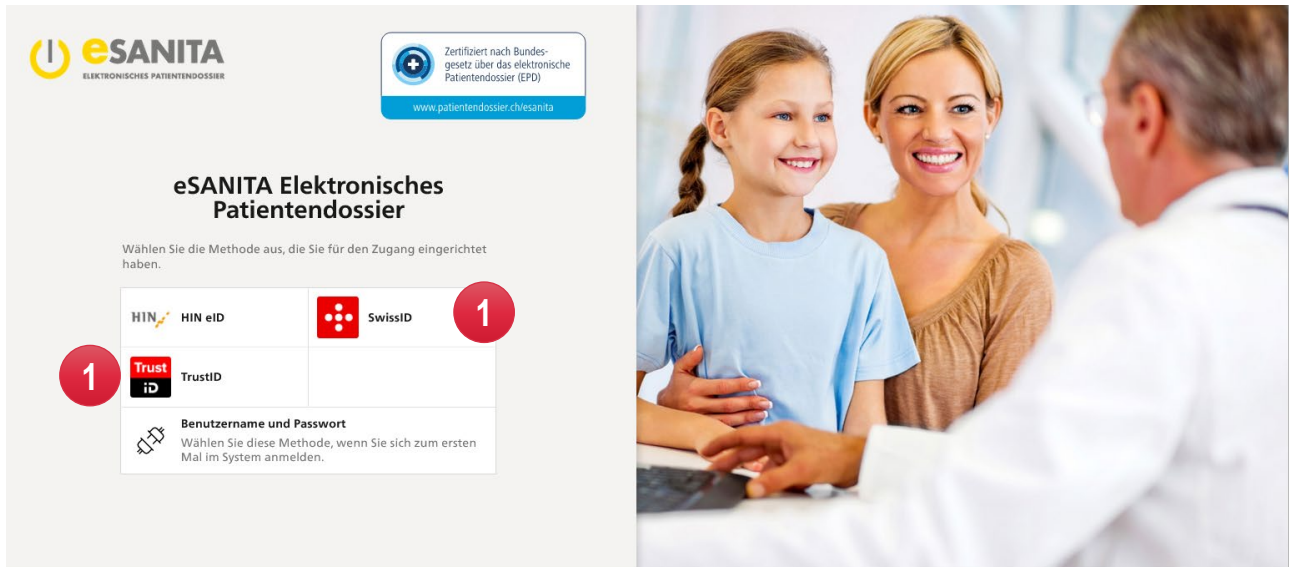 eSANITA
ELEKTRONISCHES PATIENTENDOSSIER
Zertifiziert nach Bundes-
gesetz über das elektronische
Patientendossier (EPD)
www.patientendossier.ch/esanita
eSANITA Elektronisches
Patientendossier
Wählen Sie die Methode aus, die Sie für den Zugang eingerichtet
haben.
HIN HIN eID
SwissID 1
1 Trust iD TrustID
Benutzername und Passwort
Wählen Sie diese Methode, wenn Sie sich zum ersten
Mal im System anmelden.